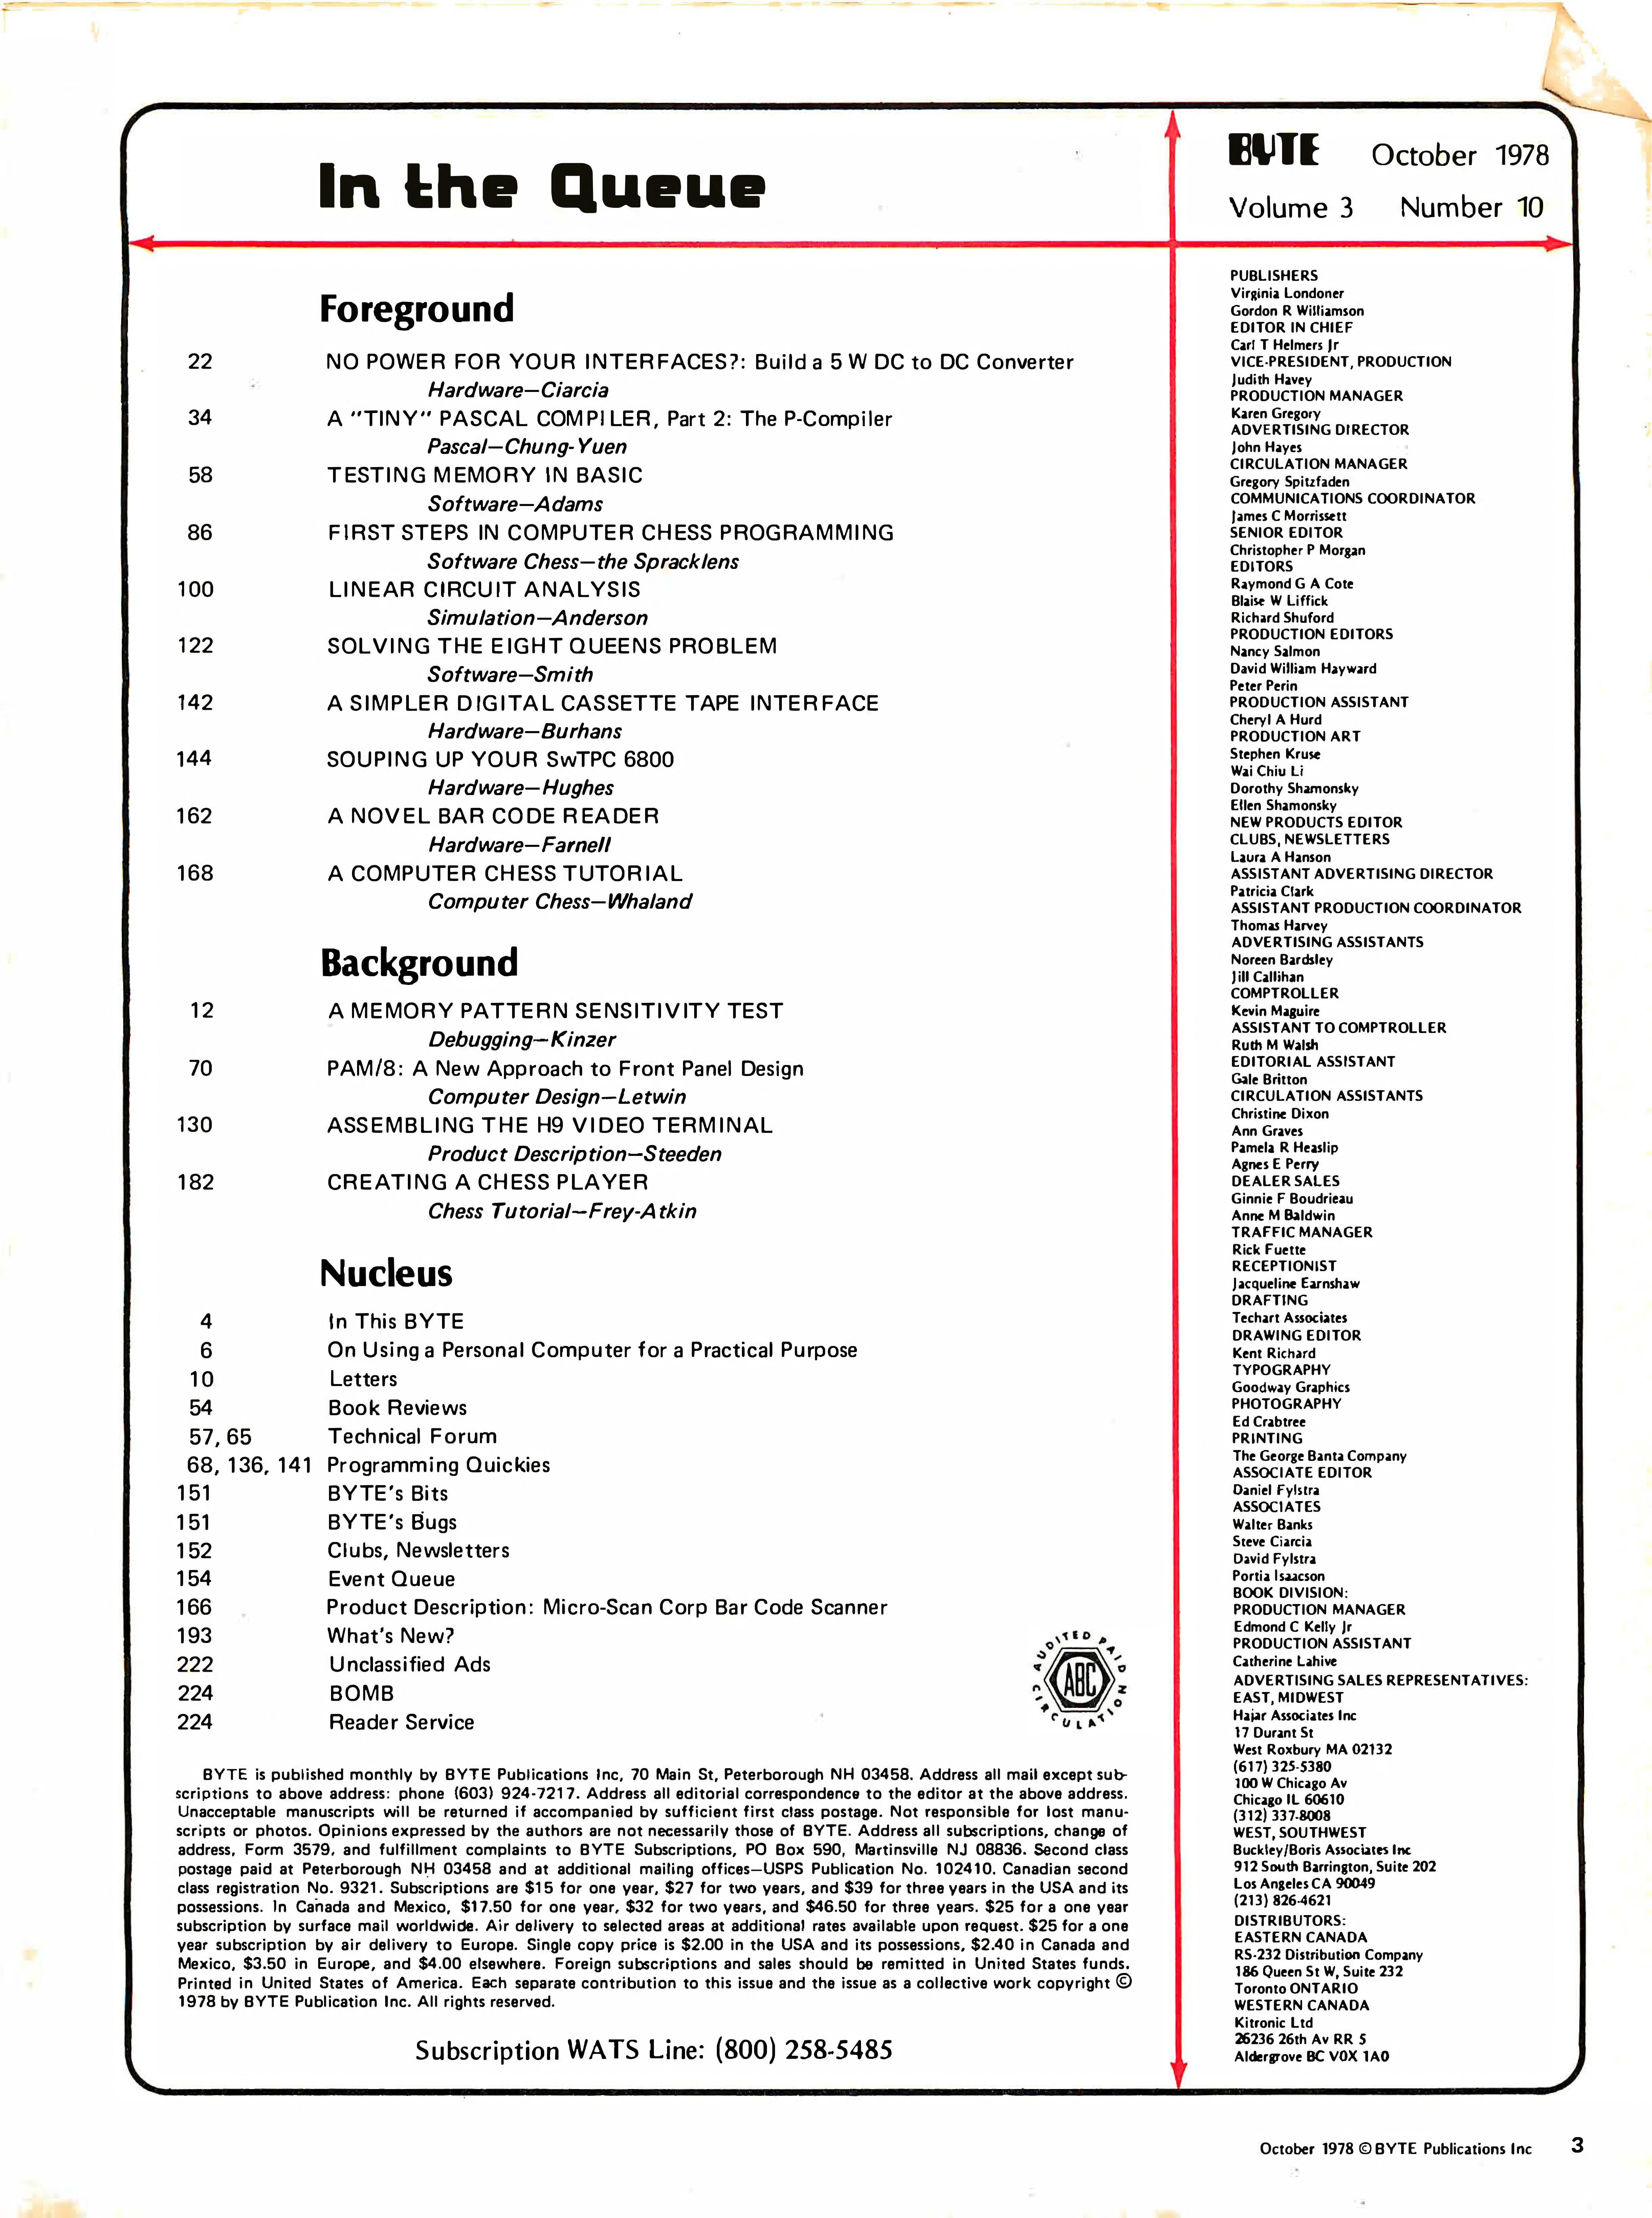 In the Queue
BYTE October 1978
Volume 3 Number 10
Foreground
22 NO POWER FOR YOUR INTERFACES?: Build a 5 W DC to DC Converter
Hardware—Ciarcia
34 A "TINY" PASCAL COMPILER, Part 2: The P-Compiler
Pascal—Chung-Yuen
58 TESTING MEMORY IN BASIC
Software—Adams
86 FIRST STEPS IN COMPUTER CHESS PROGRAMMING
Software Chess—the Spracklens
100 LINEAR CIRCUIT ANALYSIS
Simulation—Anderson
122 SOLVING THE EIGHT QUEENS PROBLEM
Software—Smith
142 A SIMPLER DIGITAL CASSETTE TAPE INTERFACE
Hardware—Burhans
144 SOUPING UP YOUR SwTPC 6800
Hardware—Hughes
162 A NOVEL BAR CODE READER
Hardware—Farnell
168 A COMPUTER CHESS TUTORIAL
Computer Chess—Whaland
Background
12 A MEMORY PATTERN SENSITIVITY TEST
Debugging—Kinzer
70 PAM/8: A New Approach to Front Panel Design
Computer Design—Letwin
130 ASSEMBLING THE H9 VIDEO TERMINAL
Product Description—Steeden
182 CREATING A CHESS PLAYER
Chess Tutorial—Frey-Atkin
Nucleus
4 In This BYTE
6 On Using a Personal Computer for a Practical Purpose
10 Letters
54 Book Reviews
57, 65 Technical Forum
68, 136, 141 Programming Quickies
151 BYTE's Bits
151 BYTE's Bugs
152 Clubs, Newsletters
154 Event Queue
166 Product Description: Micro-Scan Corp Bar Code Scanner
193 What's New?
222 Unclassified Ads
224 BOMB
224 Reader Service
AUDITED PAID
ABC
CIRCULATION
BYTE is published monthly by BYTE Publications Inc, 70 Main St, Peterborough NH 03458. Address all mail except sub-
scriptions to above address: phone (603) 924-7217. Address all editorial correspondence to the editor at the above address.
Unacceptable manuscripts will be returned if accompanied by sufficient first class postage. Not responsible for lost manu-
scripts or photos. Opinions expressed by the authors are not necessarily those of BYTE. Address all subscriptions, change of
address, Form 3579, and fulfillment complaints to BYTE Subscriptions, PO Box 590, Martinsville NJ 08836. Second class
postage paid at Peterborough NH 03458 and at additional mailing offices—USPS Publication No. 102410. Canadian second
class registration No. 9321. Subscriptions are $15 for one year, $27 for two years, and $39 for three years in the USA and its
possessions. In Canada and Mexico, $17.50 for one year, $32 for two years, and $46.50 for three years. $25 for a one year
subscription by surface mail worldwide. Air delivery to selected areas at additional rates available upon request. $25 for a one
year subscription by air delivery to Europe. Single copy price is $2.00 in the USA and its possessions, $2.40 in Canada and
Mexico, $3.50 in Europe, and $4.00 elsewhere. Foreign subscriptions and sales should be remitted in United States funds.
Printed in United States of America. Each separate contribution to this issue and the issue as a collective work copyright ©
1978 by BYTE Publication Inc. All rights reserved.
Subscription WATS Line: (800) 258-5485
PUBLISHERS
Virginia Londoner
Gordon R Williamson
EDITOR IN CHIEF
Carl T Helmers Jr
VICE-PRESIDENT, PRODUCTION
Judith Havey
PRODUCTION MANAGER
Karen Gregory
ADVERTISING DIRECTOR
John Hayes
CIRCULATION MANAGER
Gregory Spitzfaden
COMMUNICATIONS COORDINATOR
James C Morrissett
SENIOR EDITOR
Christopher P Morgan
EDITORS
Raymond G A Cote
Blaise W Liffick
Richard Shuford
PRODUCTION EDITORS
Nancy Salmon
David William Hayward
Peter Perin
PRODUCTION ASSISTANT
Cheryl A Hurd
PRODUCTION ART
Stephen Kruse
Wai Chiu Li
Dorothy Shamonsky
Ellen Shamonsky
NEW PRODUCTS EDITOR
CLUBS, NEWSLETTERS
Laura A Hanson
ASSISTANT ADVERTISING DIRECTOR
Patricia Clark
ASSISTANT PRODUCTION COORDINATOR
Thomas Harvey
ADVERTISING ASSISTANTS
Noreen Bardsley
Jill Callihan
COMPTROLLER
Kevin Maguire
ASSISTANT TO COMPTROLLER
Ruth M Walsh
EDITORIAL ASSISTANT
Gale Britton
CIRCULATION ASSISTANTS
Christine Dixon
Ann Graves
Pamela R Heaslip
Agnes E Perry
DEALER SALES
Ginnie F Boudrieau
Anne M Baldwin
TRAFFIC MANAGER
Rick Fuette
RECEPTIONIST
Jacqueline Earnshaw
DRAFTING
Techart Associates
DRAWING EDITOR
Kent Richard
TYPOGRAPHY
Goodway Graphics
PHOTOGRAPHY
Ed Crabtree
PRINTING
The George Banta Company
ASSOCIATE EDITOR
Daniel Fylstra
ASSOCIATES
Walter Banks
Steve Ciarcia
David Fylstra
Portia Isaacson
BOOK DIVISION:
PRODUCTION MANAGER
Edmond C Kelly Jr
PRODUCTION ASSISTANT
Catherine Lahive
ADVERTISING SALES REPRESENTATIVES:
EAST, MIDWEST
Hajar Associates Inc
17 Durant St
West Roxbury MA 02132
(617) 325-5380
100 W Chicago Av
Chicago IL 60610
(312) 337-8008
WEST, SOUTHWEST
Buckley/Boris Associates Inc
912 South Barrington, Suite 202
Los Angeles CA 90049
(213) 826-4621
DISTRIBUTORS:
EASTERN CANADA
RS-232 Distribution Company
186 Queen St W, Suite 232
Toronto ONTARIO
WESTERN CANADA
Kitronic Ltd
26236 26th Av RR 5
Aldergrove BC V0X 1A0
October 1978 © BYTE Publications Inc 3